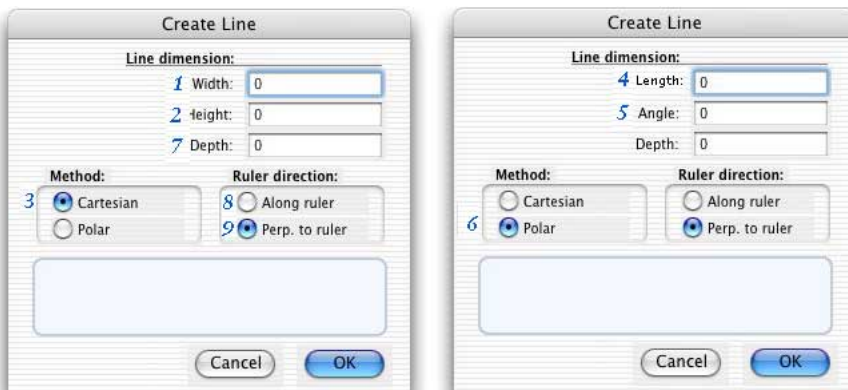 Create Line
Line dimension:
1 Width: 0
2 Height: 0
7 Depth: 0
Method:
Ruler direction:
3 Cartesian
8 Along ruler
Polar
9 Perp. to ruler
Cancel
OK
Create Line
Line dimension:
4 Length: 0
5 Angle: 0
Depth: 0
Method:
Ruler direction:
Cartesian
Along ruler
6 Polar
Perp. to ruler
Cancel
OK